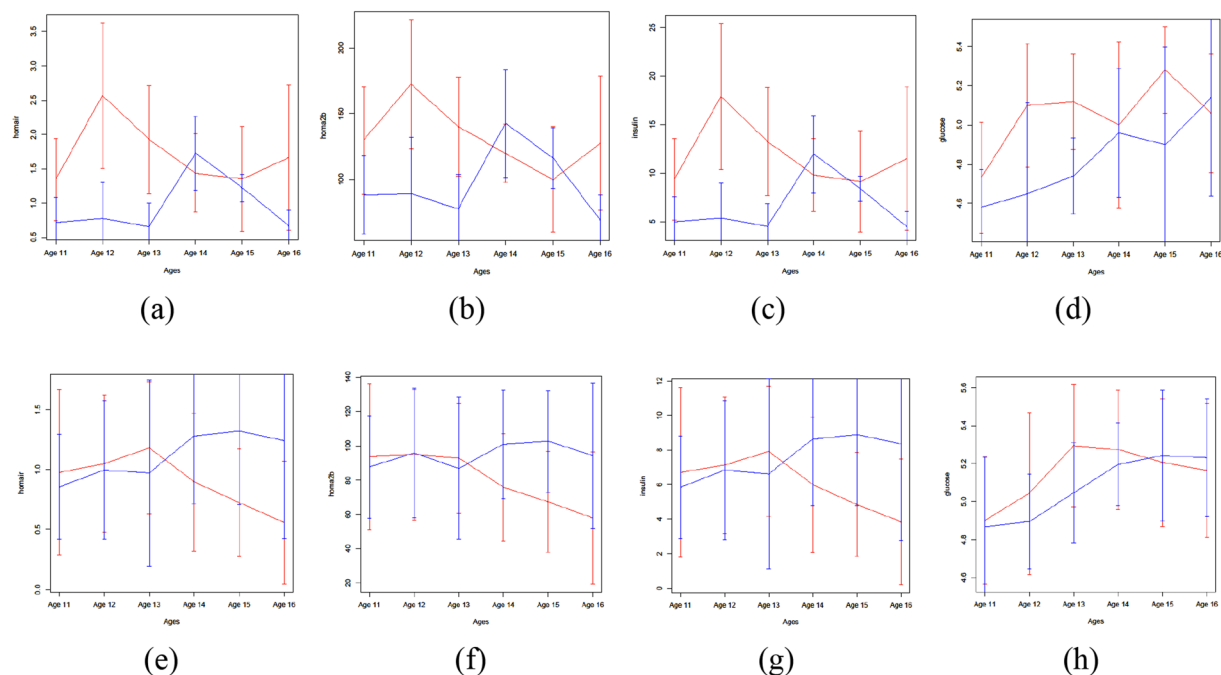 homair
3.5
3.0
2.5
2.0
1.5
1.0
0.5
Age 11 Age 12 Age 13 Age 14 Age 15 Age 16
Ages
(a)
homa2b
200
150
100
Age 11 Age 12 Age 13 Age 14 Age 15 Age 16
Ages
(b)
insulin
25
20
15
10
5
Age 11 Age 12 Age 13 Age 14 Age 15 Age 16
Ages
(c)
glucose
5.4
5.2
5.0
4.8
4.6
Age 11 Age 12 Age 13 Age 14 Age 15 Age 16
Ages
(d)
homair
1.5
1.0
0.5
0.0
Age 11 Age 12 Age 13 Age 14 Age 15 Age 16
Ages
(e)
homa2b
140
120
100
80
60
40
20
Age 11 Age 12 Age 13 Age 14 Age 15 Age 16
Ages
(f)
insulin
12
10
8
6
4
2
0
Age 11 Age 12 Age 13 Age 14 Age 15 Age 16
Ages
(g)
glucose
5.6
5.4
5.2
5.0
4.8
4.6
Age 11 Age 12 Age 13 Age 14 Age 15 Age 16
Ages
(h)